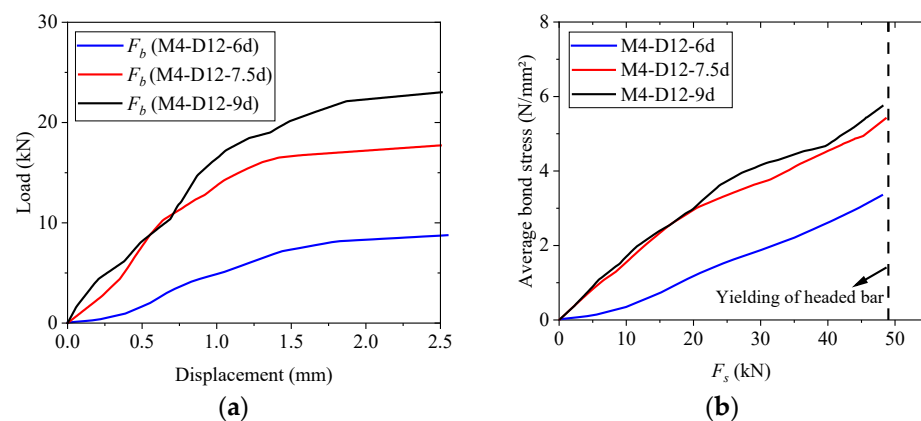 30
20
10
0
Load (kN)
F_b (M4-D12-6d)
F_b (M4-D12-7.5d)
F_b (M4-D12-9d)
0.0 0.5 1.0 1.5 2.0 2.5
Displacement (mm)
(a)
8
6
4
2
0
Average bond stress (N/mm²)
M4-D12-6d
M4-D12-7.5d
M4-D12-9d
Yielding of headed bar
0 10 20 30 40 50
F_s (kN)
(b)